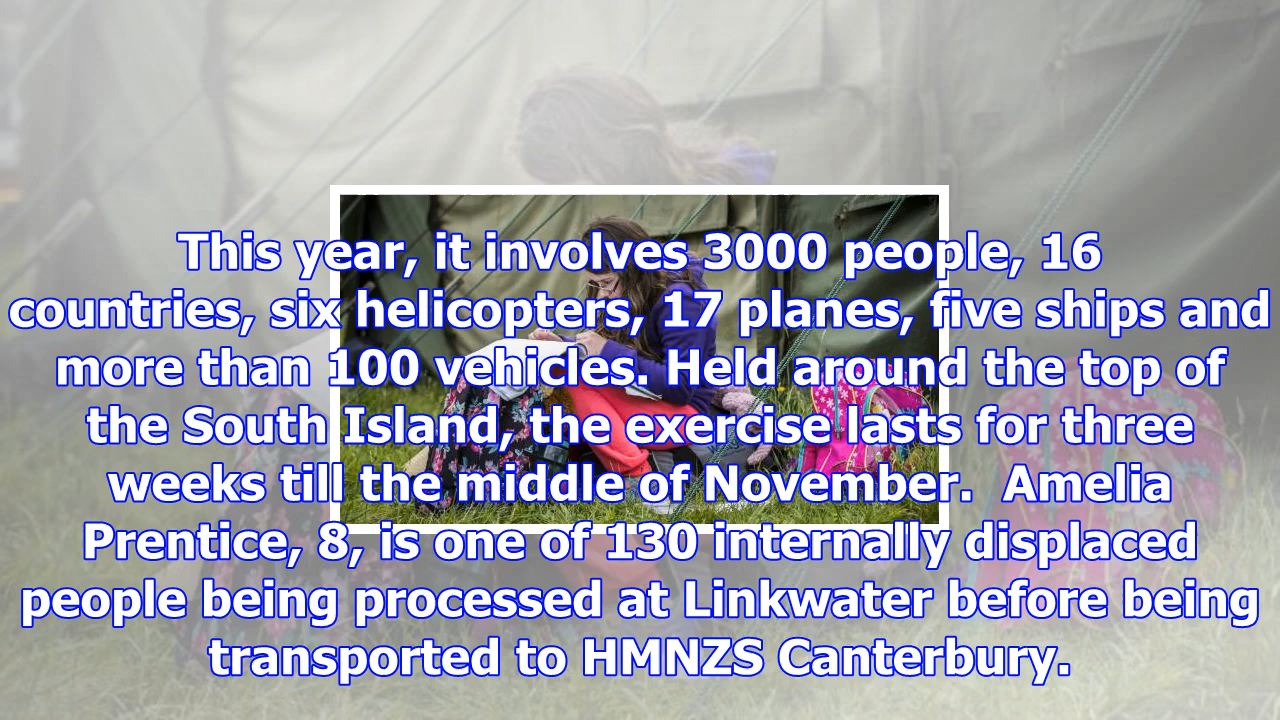 This year, it involves 3000 people, 16
countries, six helicopters, 17 planes, five ships and
more than 100 vehicles. Held around the top of
the South Island, the exercise lasts for three
weeks till the middle of November.  Amelia
Prentice, 8, is one of 130 internally displaced
people being processed at Linkwater before being
transported to HMNZS Canterbury.